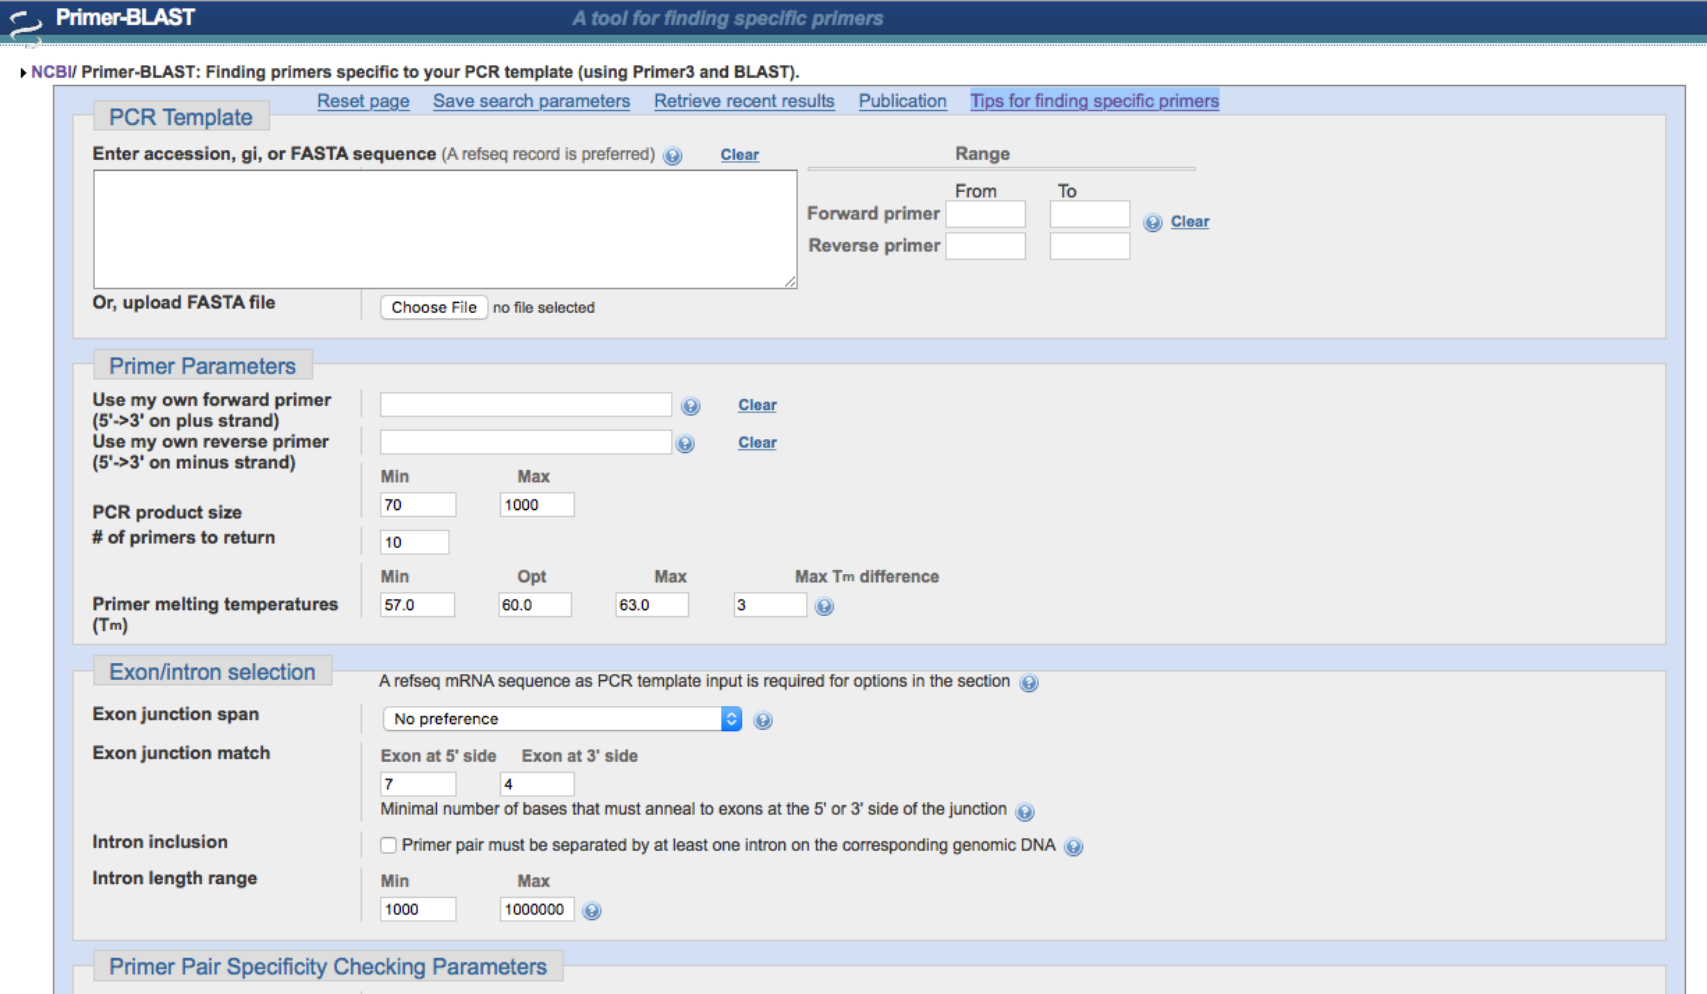 Primer-BLAST A tool for finding specific primers
NCBI/ Primer-BLAST: Finding primers specific to your PCR template (using Primer3 and BLAST).
Reset page Save search parameters Retrieve recent results Publication Tips for finding specific primers
PCR Template
Enter accession, gi, or FASTA sequence (A refseq record is preferred) ? Clear Range
From To
Forward primer ? Clear
Reverse primer
Or, upload FASTA file Choose File no file selected
Primer Parameters
Use my own forward primer ? Clear
(5'->3' on plus strand)
Use my own reverse primer ? Clear
(5'->3' on minus strand)
Min Max
PCR product size 70 1000
# of primers to return 10
Min Opt Max Max Tm difference
Primer melting temperatures 57.0 60.0 63.0 3 ?
(Tm)
Exon/intron selection
A refseq mRNA sequence as PCR template input is required for options in the section ?
Exon junction span No preference ?
Exon junction match Exon at 5' side Exon at 3' side
7 4
Minimal number of bases that must anneal to exons at the 5' or 3' side of the junction ?
Intron inclusion Primer pair must be separated by at least one intron on the corresponding genomic DNA ?
Intron length range Min Max
1000 1000000 ?
Primer Pair Specificity Checking Parameters